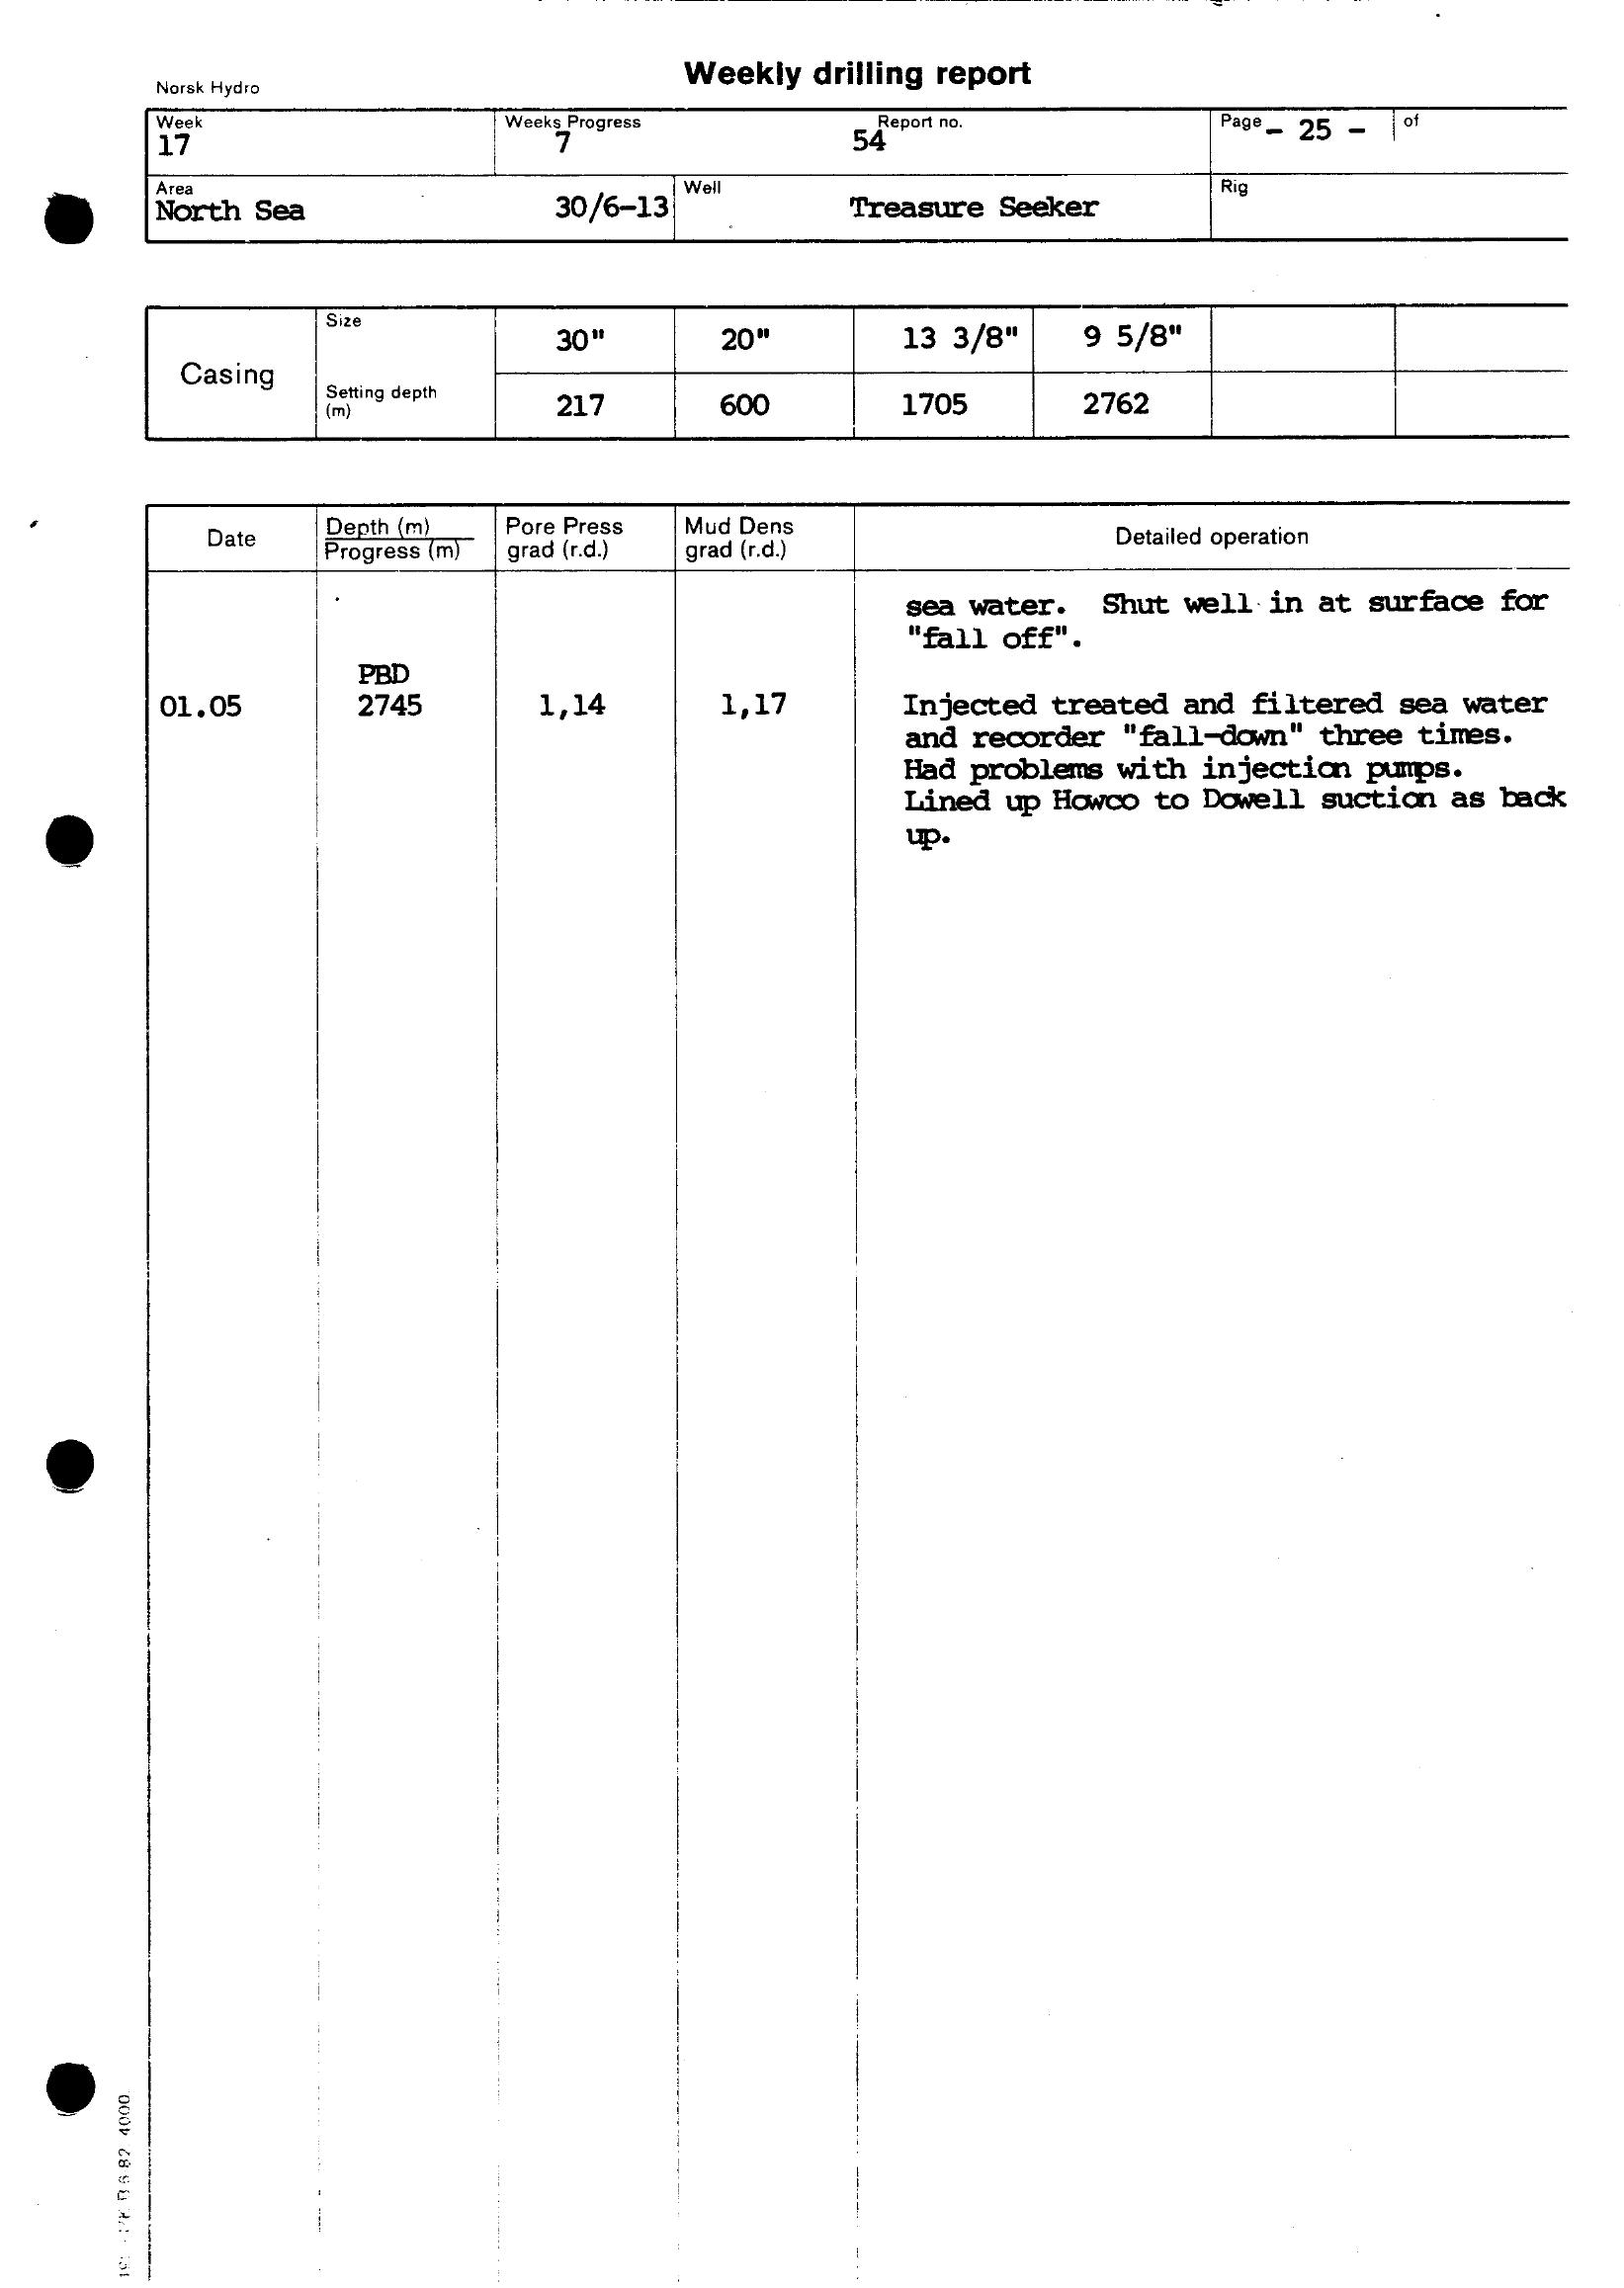 Weekly drilling report
Norsk Hydro
Week Weeks Progress Report no. Page - 25 - of
17 7 54
Area Well Rig
North Sea 30/6-13 Treasure Seeker
Casing
Size 30" 20" 13 3/8" 9 5/8"
Setting depth
(m) 217 600 1705 2762
Date Depth (m) Pore Press Mud Dens Detailed operation
Progress (m) grad (r.d.) grad (r.d.)
sea water. Shut well in at surface for
"fall off".
PBD
01.05 2745 1,14 1,17 Injected treated and filtered sea water
and recorder "fall-down" three times.
Had problems with injection pumps.
Lined up Howco to Dowell suction as back
up.
82 4000